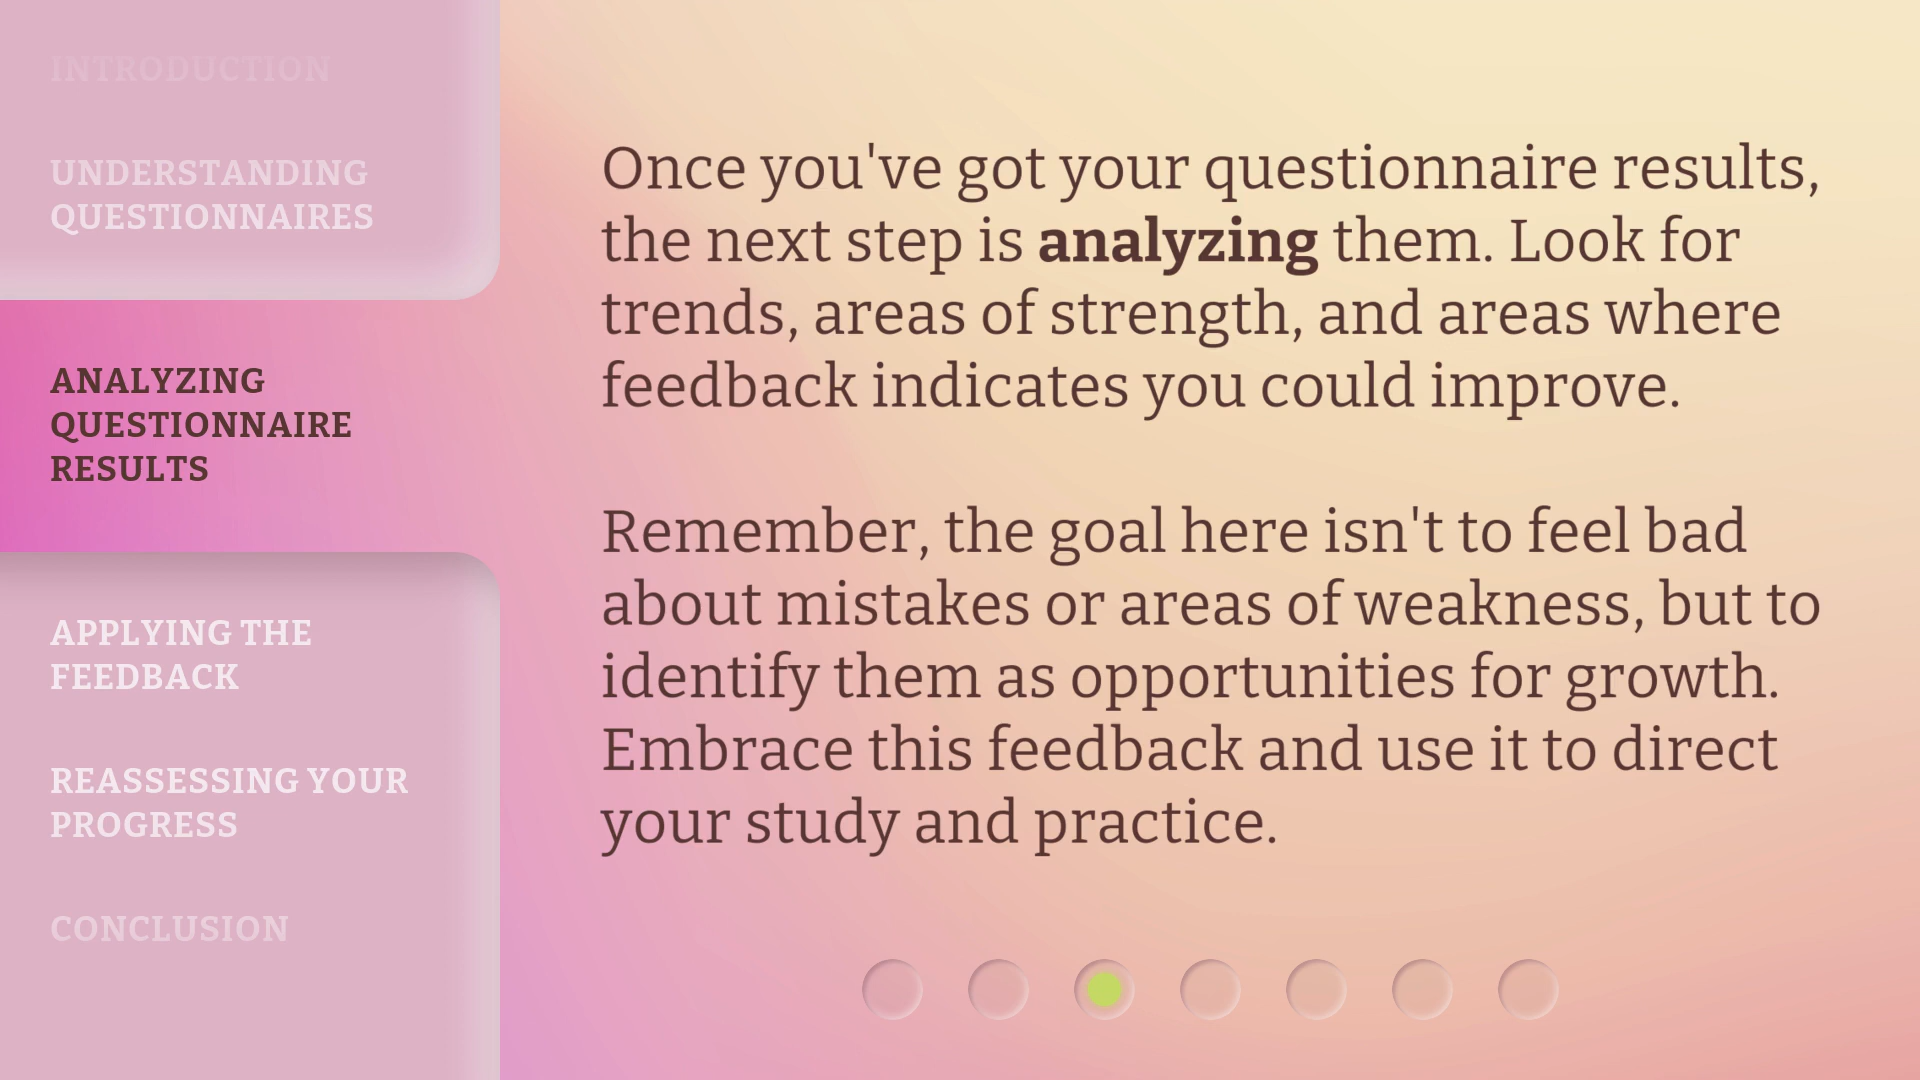 INTRODUCTION
UNDERSTANDING
QUESTIONNAIRES
ANALYZING
QUESTIONNAIRE
RESULTS
APPLYING THE
FEEDBACK
REASSESSING YOUR
PROGRESS
CONCLUSION
Once you've got your questionnaire results,
the next step is analyzing them. Look for
trends, areas of strength, and areas where
feedback indicates you could improve.
Remember, the goal here isn't to feel bad
about mistakes or areas of weakness, but to
identify them as opportunities for growth.
Embrace this feedback and use it to direct
your study and practice.